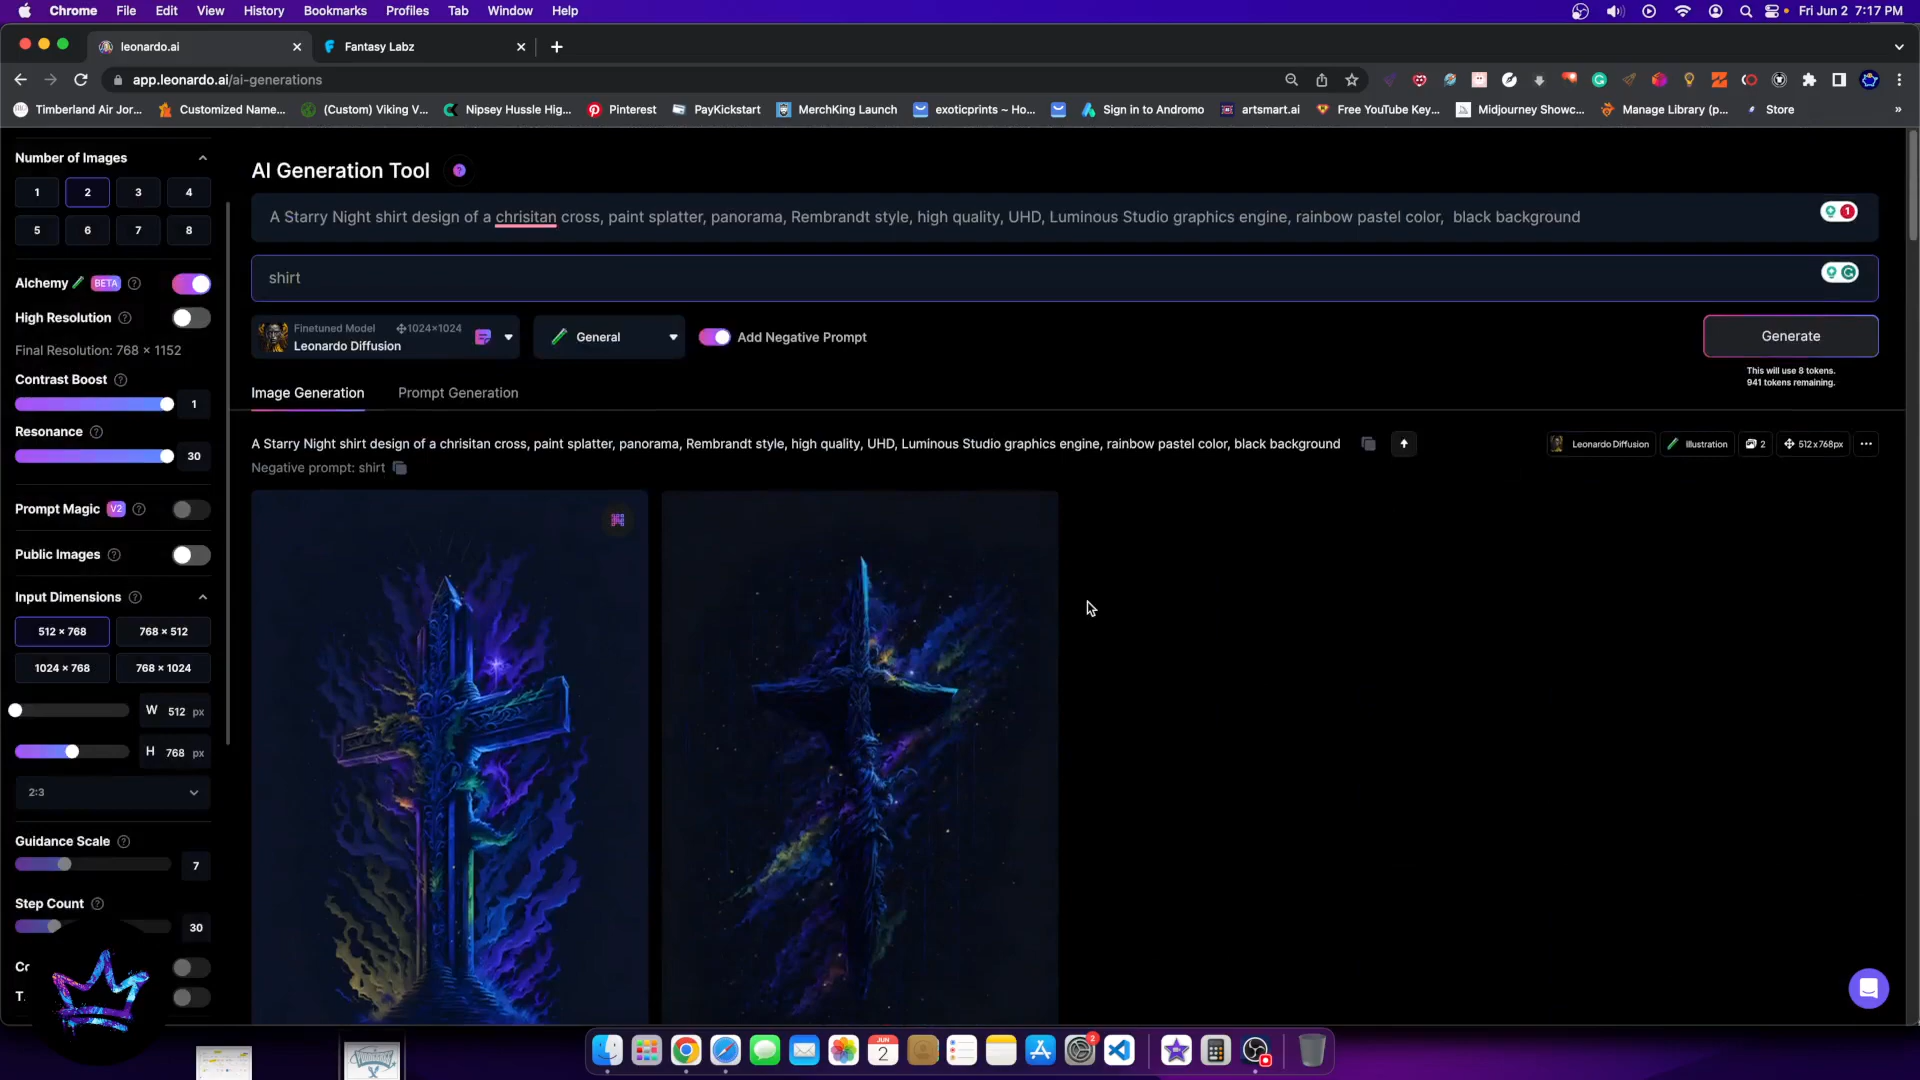 Chrome File Edit View History Bookmarks Profiles Tab Window Help
Fri Jun 2 7:17 PM
leonardo.ai
Fantasy Labz
app.leonardo.ai/ai-generations
Timberland Air Jor...
Customized Name...
(Custom) Viking V...
Nipsey Hussle Hig...
Pinterest
PayKickstart
MerchKing Launch
exoticprints ~ Ho...
Sign in to Andromo
artsmart.ai
Free YouTube Key...
Midjourney Showc...
Manage Library (p...
Store
»
Number of Images
1 2 3 4
5 6 7 8
Alchemy BETA
High Resolution
Final Resolution: 768 × 1152
Contrast Boost
1
Resonance
30
Prompt Magic V2
Public Images
Input Dimensions
512 × 768
768 × 512
1024 × 768
768 × 1024
W 512 px
H 768 px
2:3
Guidance Scale
7
Step Count
30
AI Generation Tool
A Starry Night shirt design of a chrisitan cross, paint splatter, panorama, Rembrandt style, high quality, UHD, Luminous Studio graphics engine, rainbow pastel color, black background
1
shirt
Finetuned Model 1024×1024
Leonardo Diffusion
General
Add Negative Prompt
Generate
This will use 8 tokens.
941 tokens remaining.
Image Generation
Prompt Generation
A Starry Night shirt design of a chrisitan cross, paint splatter, panorama, Rembrandt style, high quality, UHD, Luminous Studio graphics engine, rainbow pastel color, black background
Leonardo Diffusion
Illustration
2
512x768px
Negative prompt: shirt
JUN
2
2